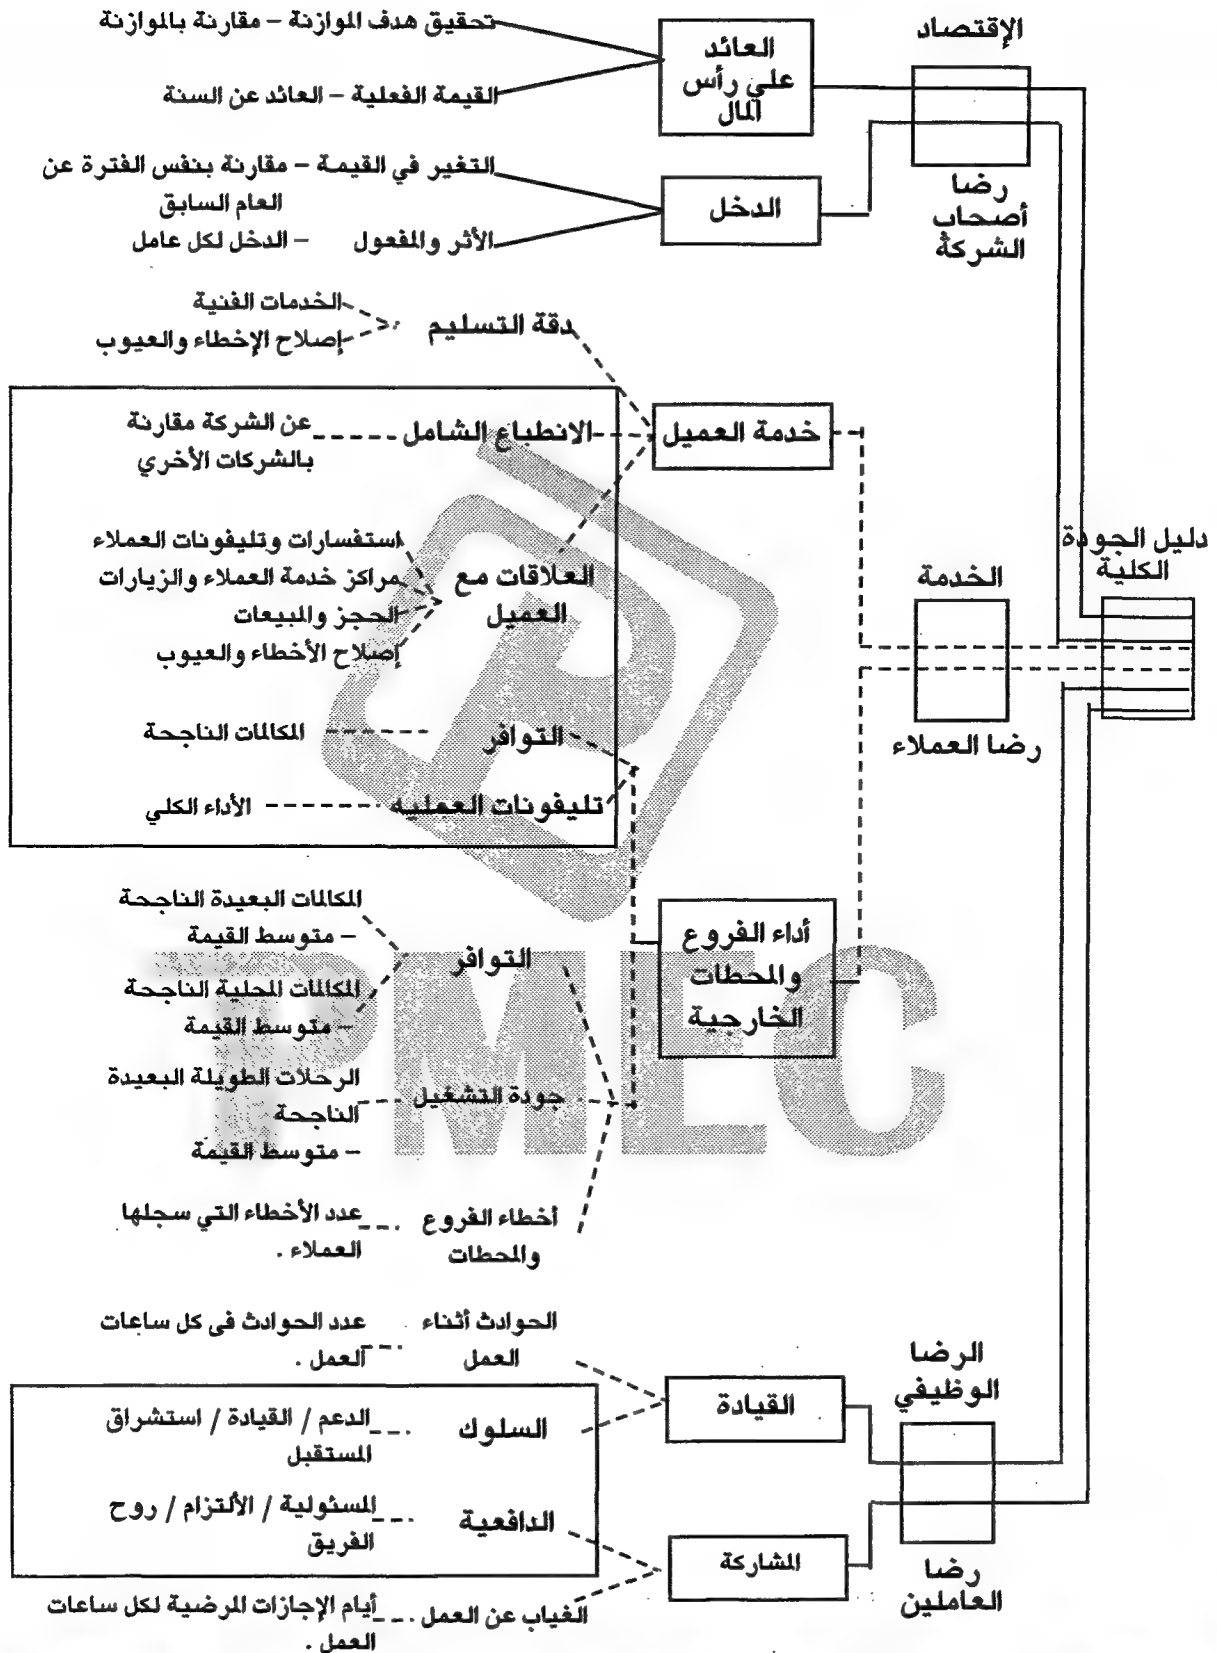 الإقتصاد
رضا
أصحاب
الشركة
العائد
علي رأس
المال
تحقيق هدف الموازنة – مقارنة بالموازنة
القيمة الفعلية – العائد عن السنة
الدخل
التغير في القيمة – مقارنة بنفس الفترة عن
العام السابق
الأثر والمفعول – الدخل لكل عامل
دليل الجودة
الكلية
الخدمة
رضا العملاء
خدمة العميل
دقة التسليم
الخدمات الفنية
إصلاح الإخطاء والعيوب
الانطباع الشامل
عن الشركة مقارنة
بالشركات الأخري
العلاقات مع
العميل
استفسارات وتليفونات العملاء
مراكز خدمة العملاء والزيارات
الحجز والمبيعات
إصلاح الأخطاء والعيوب
التوافر
المكالمات الناجحة
تليفونات العمليه
الأداء الكلي
أداء الفروع
والمحطات
الخارجية
التوافر
المكالمات البعيدة الناجحة
– متوسط القيمة
المكالمات المحلية الناجحة
– متوسط القيمة
جودة التشغيل
الرحلات الطويلة البعيدة
الناجحة
– متوسط القيمة
أخطاء الفروع
والمحطات
عدد الأخطاء التي سجلها
العملاء .
الرضا
الوظيفي
رضا
العاملين
القيادة
الحوادث أثناء
العمل
عدد الحوادث فى كل ساعات
العمل .
السلوك
الدعم / القيادة / استشراق
المستقبل
المشاركة
الدافعية
المسئولية / الألتزام / روح
الفريق
الغياب عن العمل
أيام الإجازات المرضية لكل ساعات
العمل .
PMEC